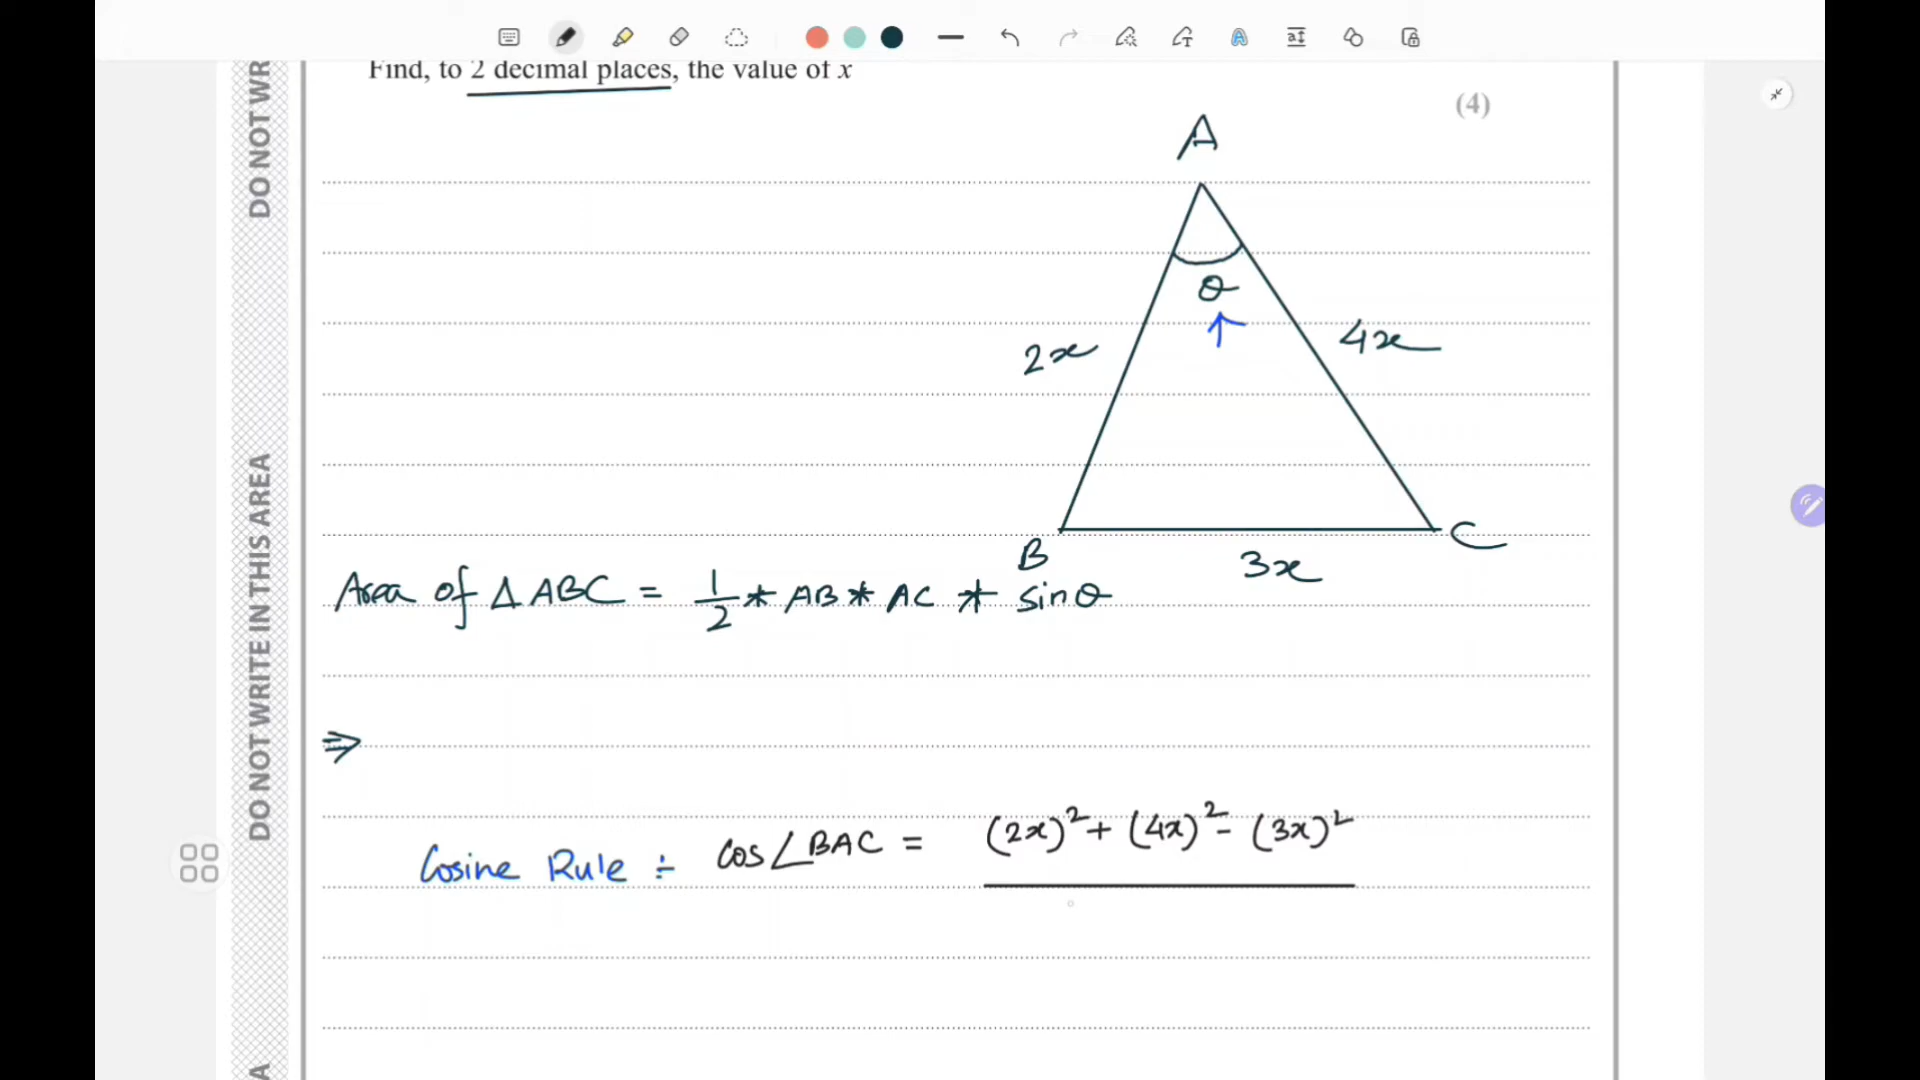 DO NOT WR
DO NOT WRITE IN THIS AREA
A
Find, to 2 decimal places, the value of x
(4)
A
θ
2x
4x
B
C
3x
Area of Δ ABC = 1/2 * AB * AC * sin θ
⇒
Cosine Rule ÷ cos∠BAC = (2x)² + (4x)² - (3x)²